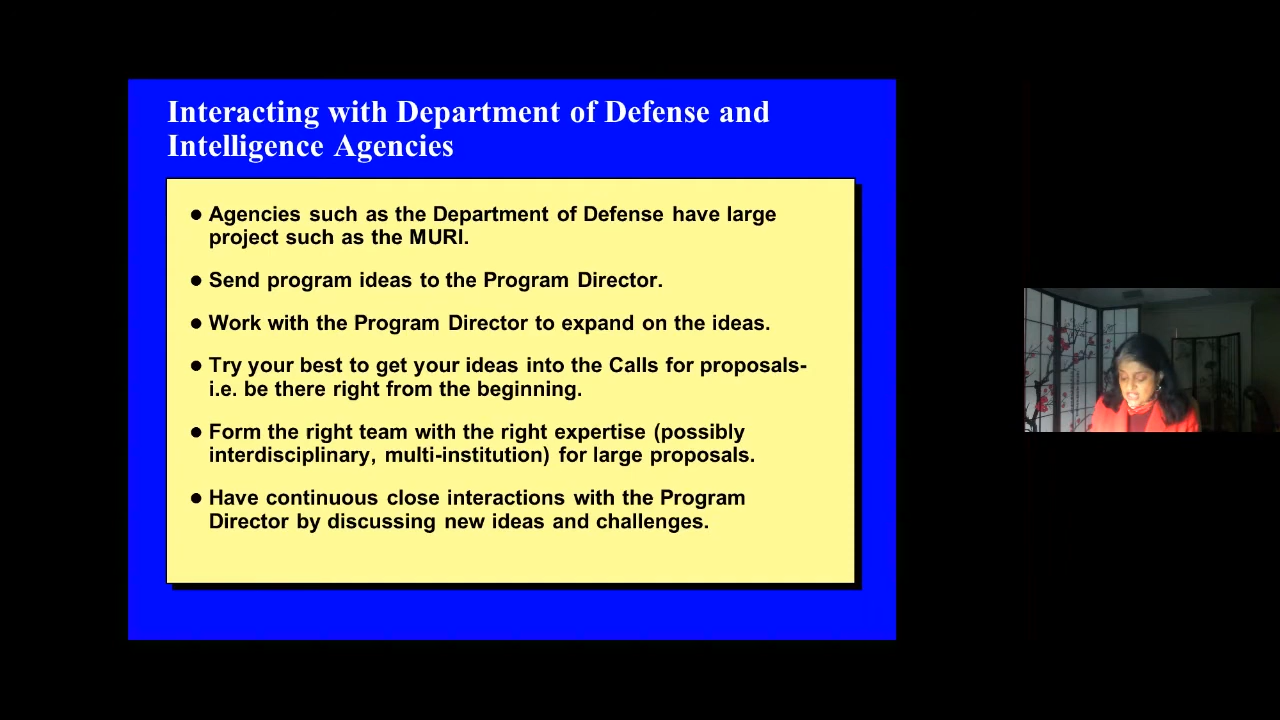 Interacting with Department of Defense and
Intelligence Agencies
● Agencies such as the Department of Defense have large
project such as the MURI.
● Send program ideas to the Program Director.
● Work with the Program Director to expand on the ideas.
● Try your best to get your ideas into the Calls for proposals-
i.e. be there right from the beginning.
● Form the right team with the right expertise (possibly
interdisciplinary, multi-institution) for large proposals.
● Have continuous close interactions with the Program
Director by discussing new ideas and challenges.